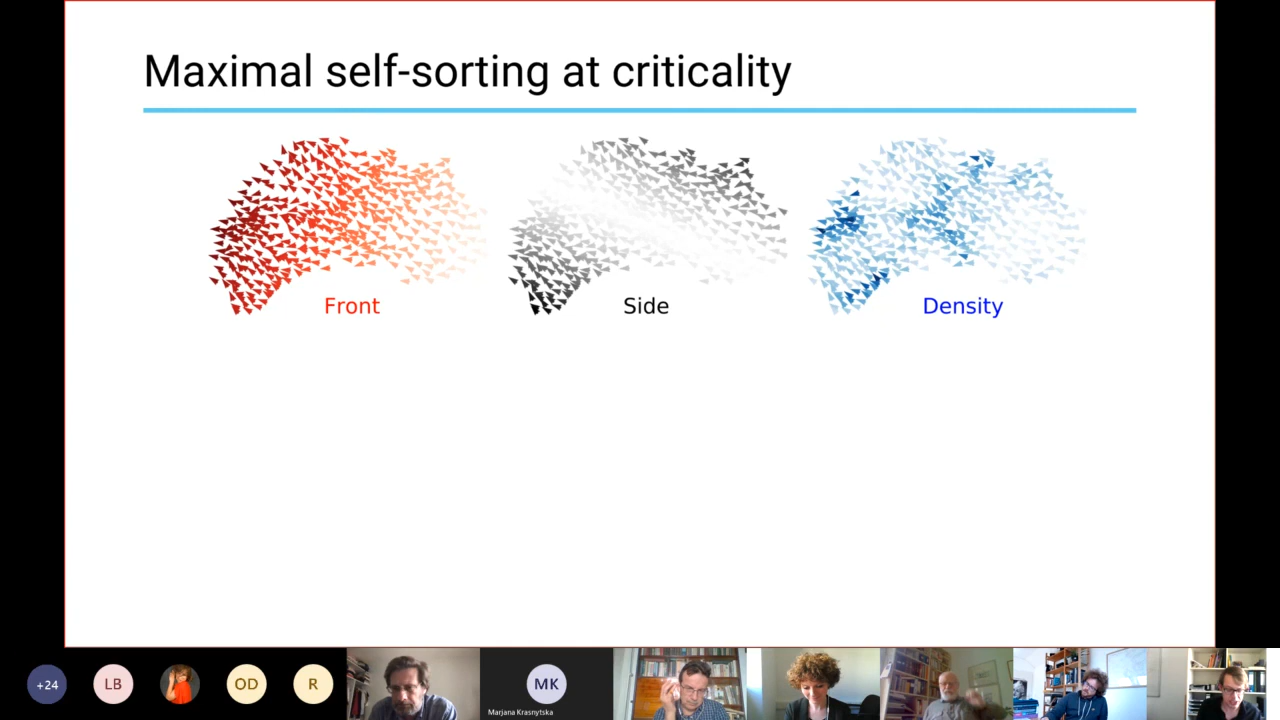 Maximal self-sorting at criticality
Front
Side
Density
+24
LB
OD
R
MK
Marjana Krasnytska